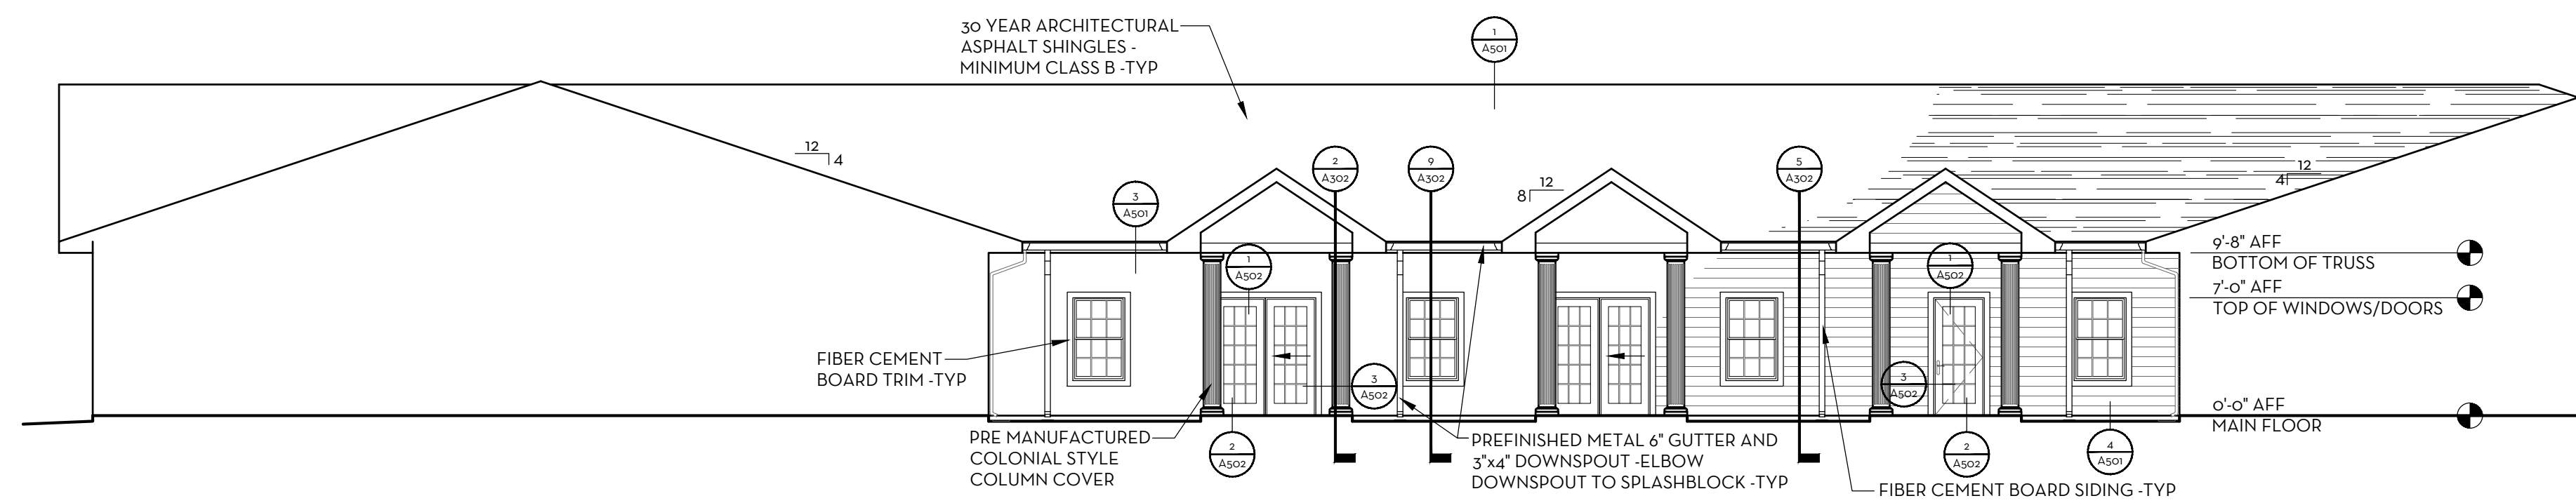 30 YEAR ARCHITECTURAL
ASPHALT SHINGLES -
MINIMUM CLASS B -TYP
1
A501
12
4
2
A302
9
A302
5
A302
12
8
12
4
3
A501
1
A502
1
A502
9'-8" AFF
BOTTOM OF TRUSS
7'-0" AFF
TOP OF WINDOWS/DOORS
FIBER CEMENT
BOARD TRIM -TYP
3
A502
3
A502
0'-0" AFF
MAIN FLOOR
PRE MANUFACTURED
COLONIAL STYLE
COLUMN COVER
2
A502
PREFINISHED METAL 6" GUTTER AND
3"x4" DOWNSPOUT -ELBOW
DOWNSPOUT TO SPLASHBLOCK -TYP
2
A502
4
A501
FIBER CEMENT BOARD SIDING -TYP